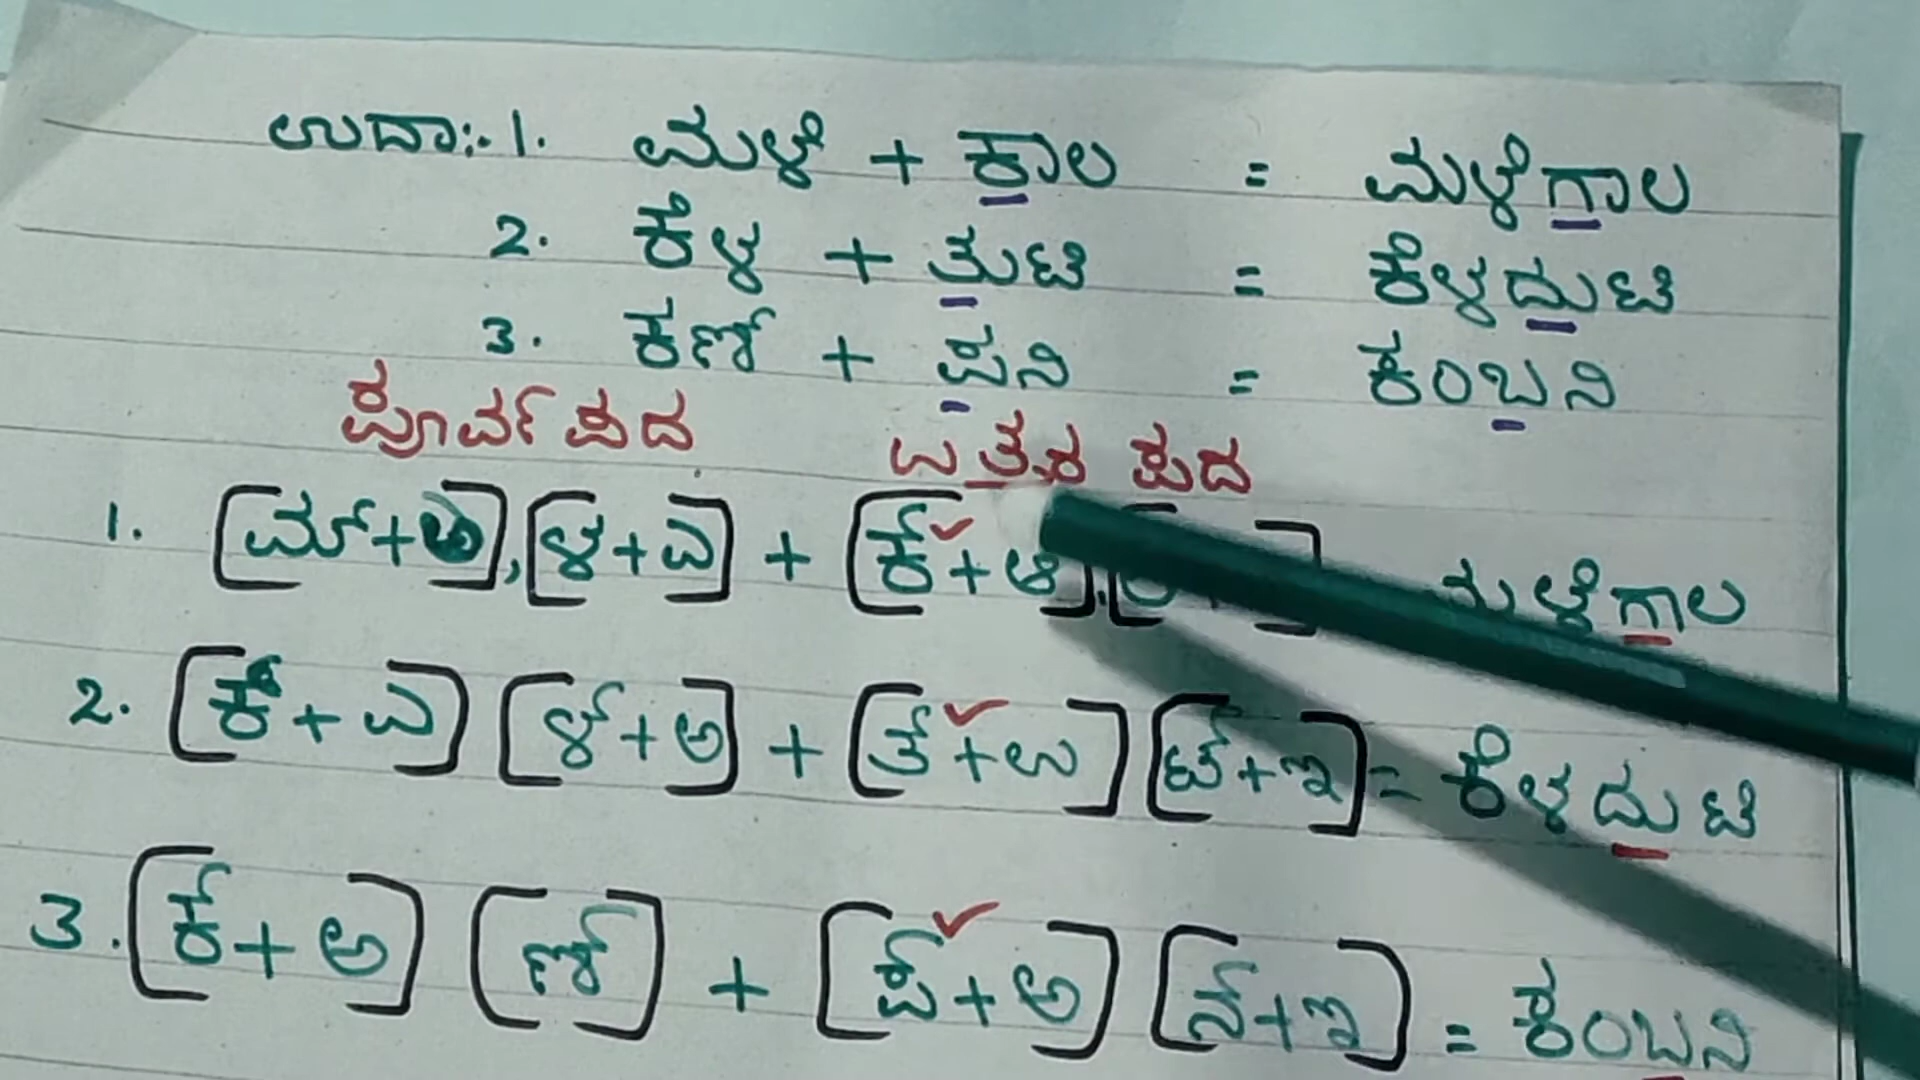 ಉದಾ:- 1. ಮಳೆ + ಕಾಲ = ಮಳೆಗಾಲ
2. ಕೆಳ + ತುಟಿ = ಕೆಳದುಟಿ
3. ಕಣ್ + ಪನಿ = ಕಂಬನಿ
ಪೂರ್ವ ಪದ ಉತ್ತರ ಪದ
1. [ಮ್+ಅ], [ಳ+ಎ] + [ಕ್+ಆ], ಮಳೆಗಾಲ
2. [ಕ್+ಎ] [ಳ್+ಅ] + [ತ್+ಉ] [ಟ್+ಇ] = ಕೆಳದುಟಿ
3. [ಕ್+ಅ] [ಣ್] + [ಪ್+ಅ] [ನ್+ಇ] = ಕಂಬನಿ